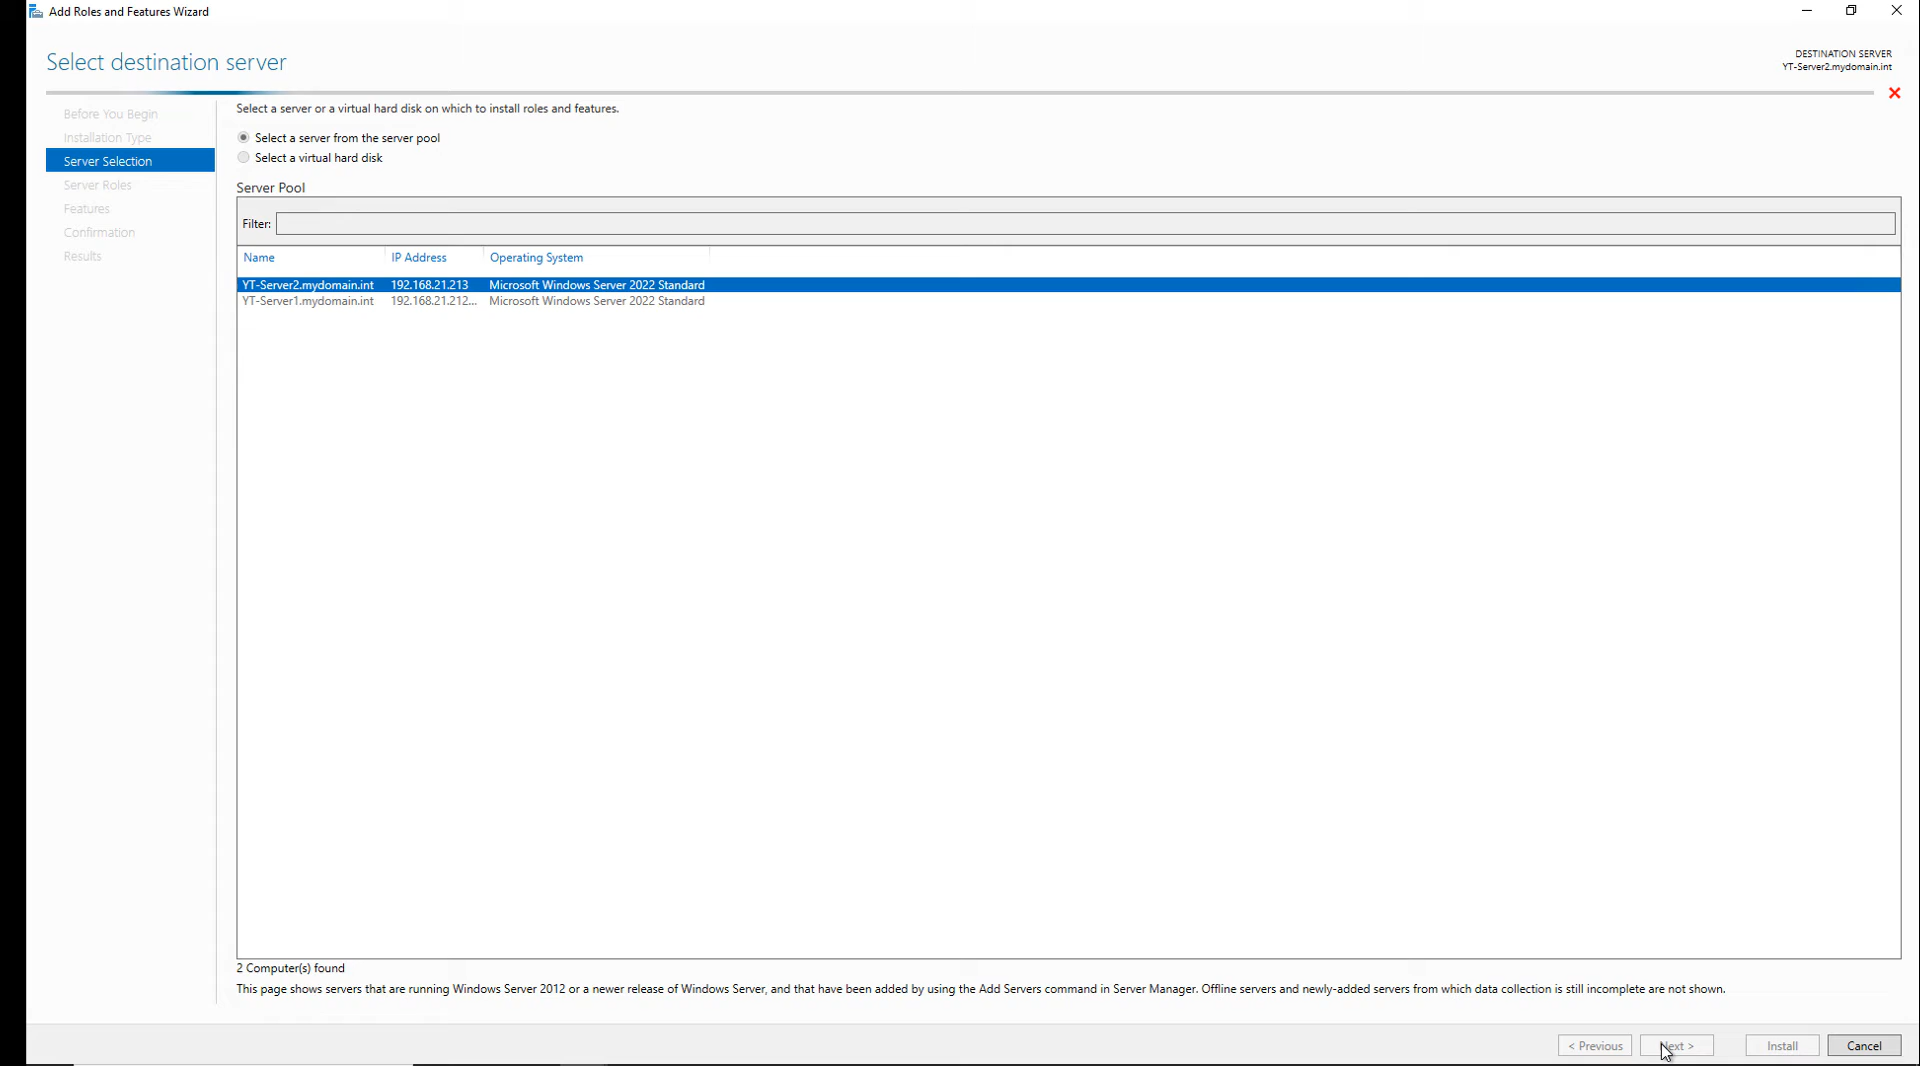 Add Roles and Features Wizard
Select destination server
DESTINATION SERVER
YT-Server2.mydomain.int
Before You Begin
Installation Type
Server Selection
Server Roles
Features
Confirmation
Results
Select a server or a virtual hard disk on which to install roles and features.
Select a server from the server pool
Select a virtual hard disk
Server Pool
Filter:
Name IP Address Operating System
YT-Server2.mydomain.int 192.168.21.213 Microsoft Windows Server 2022 Standard
YT-Server1.mydomain.int 192.168.21.212... Microsoft Windows Server 2022 Standard
2 Computer(s) found
This page shows servers that are running Windows Server 2012 or a newer release of Windows Server, and that have been added by using the Add Servers command in Server Manager. Offline servers and newly-added servers from which data collection is still incomplete are not shown.
< Previous Next > Install Cancel